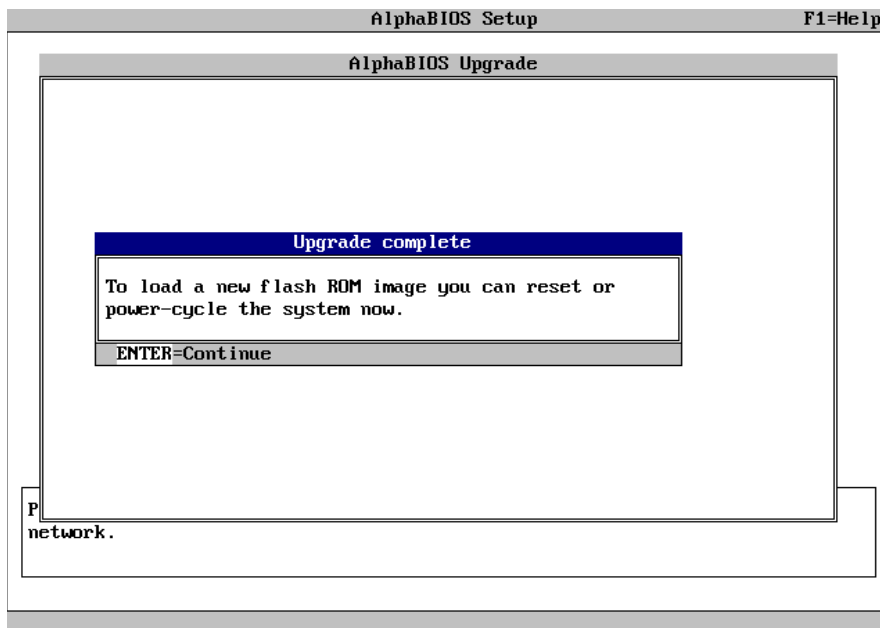 AlphaBIOS Setup F1=Help
AlphaBIOS Upgrade
Upgrade complete
To load a new flash ROM image you can reset or
power-cycle the system now.
ENTER=Continue
P
network.